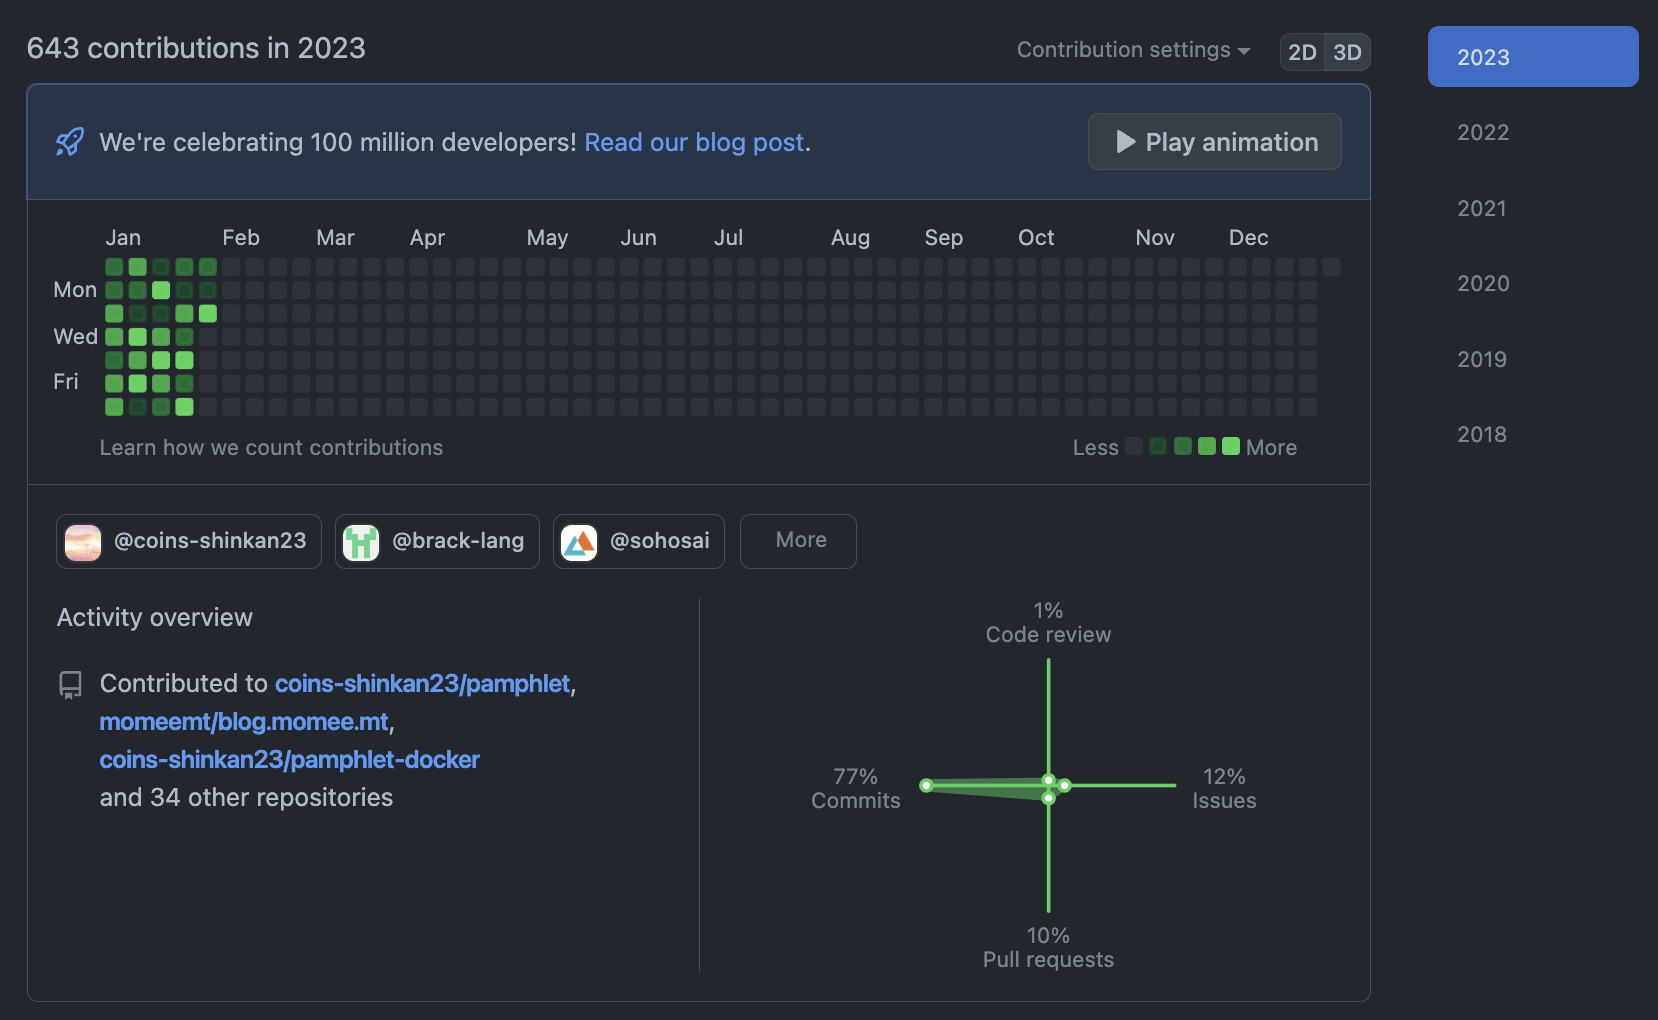 643 contributions in 2023
Contribution settings
2D 3D
2023
2022
2021
2020
2019
2018
We're celebrating 100 million developers! Read our blog post.
Play animation
Jan Feb Mar Apr May Jun Jul Aug Sep Oct Nov Dec
Mon
Wed
Fri
Learn how we count contributions
Less More
@coins-shinkan23 @brack-lang @sohosai More
Activity overview
Contributed to coins-shinkan23/pamphlet,
momeemt/blog.momee.mt,
coins-shinkan23/pamphlet-docker
and 34 other repositories
1%
Code review
77%
Commits
12%
Issues
10%
Pull requests